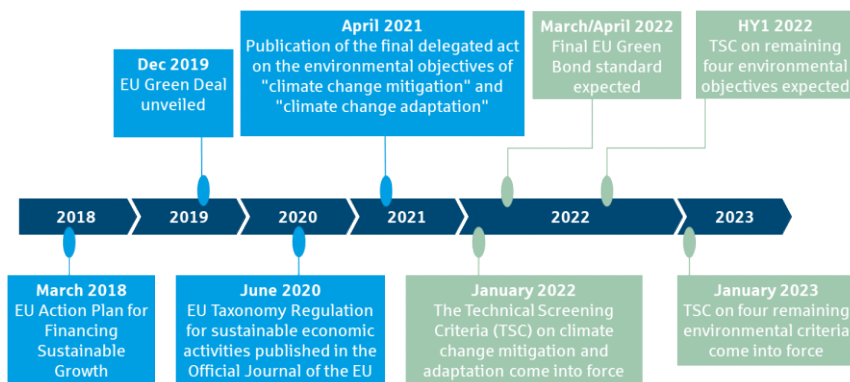 Dec 2019
EU Green Deal
unveiled
April 2021
Publication of the final delegated act
on the environmental objectives of
"climate change mitigation" and
"climate change adaptation"
March/April 2022
Final EU Green
Bond standard
expected
HY1 2022
TSC on remaining
four environmental
objectives expected
2018
2019
2020
2021
2022
2023
March 2018
EU Action Plan for
Financing
Sustainable
Growth
June 2020
EU Taxonomy Regulation
for sustainable economic
activities published in the
Official Journal of the EU
January 2022
The Technical Screening
Criteria (TSC) on climate
change mitigation and
adaptation come into force
January 2023
TSC on four remaining
environmental criteria
come into force